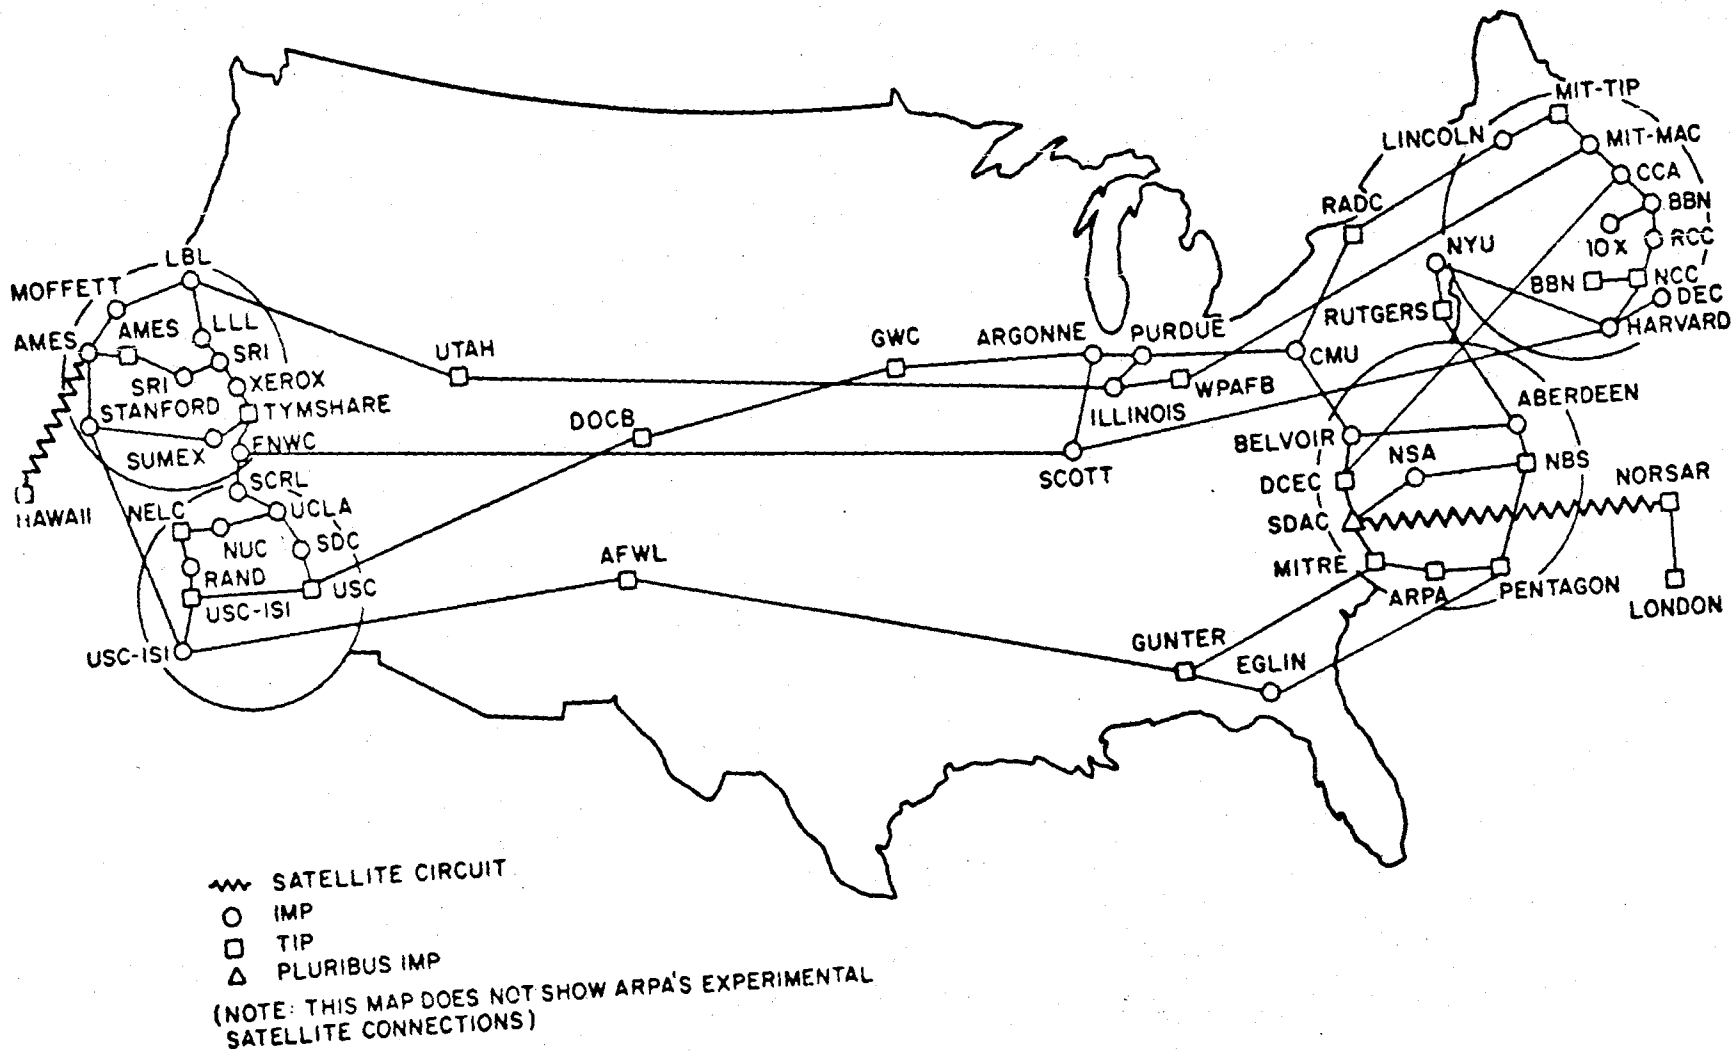 MIT-TIP
LINCOLN
MIT-MAC
CCA
RADC
BBN
10X
RCC
NYU
LBL
MOFFETT
BBN
NCC
DEC
AMES
AMES
LLL
RUTGERS
HARVARD
GWC
ARGONNE
PURDUE
UTAH
SRI
CMU
SRI
XEROX
WPAFB
STANFORD
TYMSHARE
ILLINOIS
ABERDEEN
DOCB
SUMEX
FNWC
BELVOIR
NSA
NBS
SCOTT
SCRL
DCEC
NORSAR
HAWAII
NELC
UCLA
SDAC
NUC
SDC
AFWL
MITRE
RAND
USC
ARPA
PENTAGON
USC-ISI
LONDON
USC-ISI
GUNTER
EGLIN
SATELLITE CIRCUIT
IMP
TIP
PLURIBUS IMP
(NOTE: THIS MAP DOES NOT SHOW ARPA'S EXPERIMENTAL
SATELLITE CONNECTIONS)